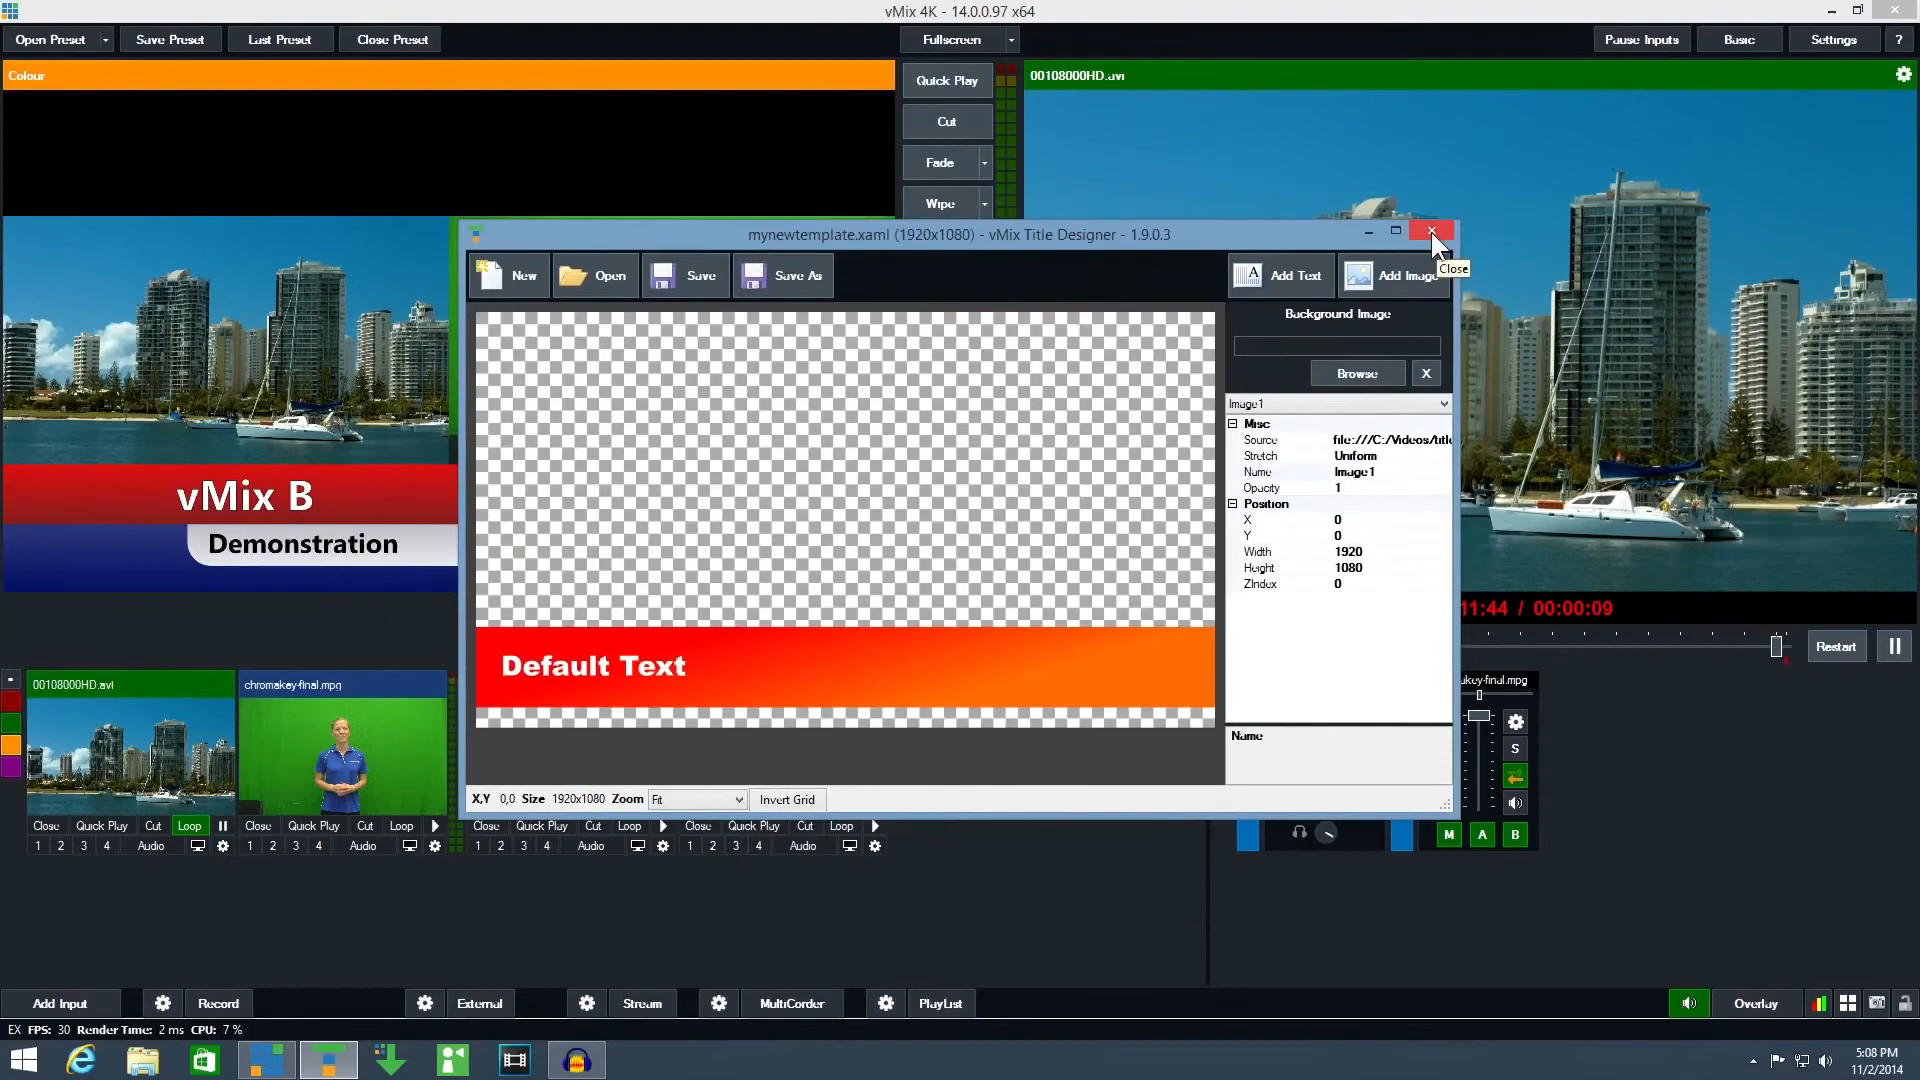 vMix 4K - 14.0.0.97 x64
Open Preset
Save Preset
Last Preset
Close Preset
Fullscreen
Pause Inputs
Basic
Settings
?
Colour
Quick Play
Cut
Fade
Wipe
00108000HD.avi
vMix B
Demonstration
mynewtemplate.xaml (1920x1080) - vMix Title Designer - 1.9.0.3
New
Open
Save
Save As
Add Text
Add Image
Close
Background Image
Browse
X
Image1
Misc
Source file:///C:/Videos/title
Stretch Uniform
Name Image1
Opacity 1
Position
X 0
Y 0
Width 1920
Height 1080
ZIndex 0
Default Text
Name
X,Y 0,0 Size 1920x1080 Zoom Fit Invert Grid
11:44 / 00:00:09
Restart
00108000HD.avi
chromakey-final.mpg
ukey-final.mpg
S
M A B
Close Quick Play Cut Loop
1 2 3 4 Audio
Close Quick Play Cut Loop
1 2 3 4 Audio
Close Quick Play Cut Loop
1 2 3 4 Audio
Close Quick Play Cut Loop
1 2 3 4 Audio
Add Input
Record
External
Stream
MultiCorder
PlayList
Overlay
EX FPS: 30 Render Time: 2 ms CPU: 7 %
5:08 PM
11/2/2014